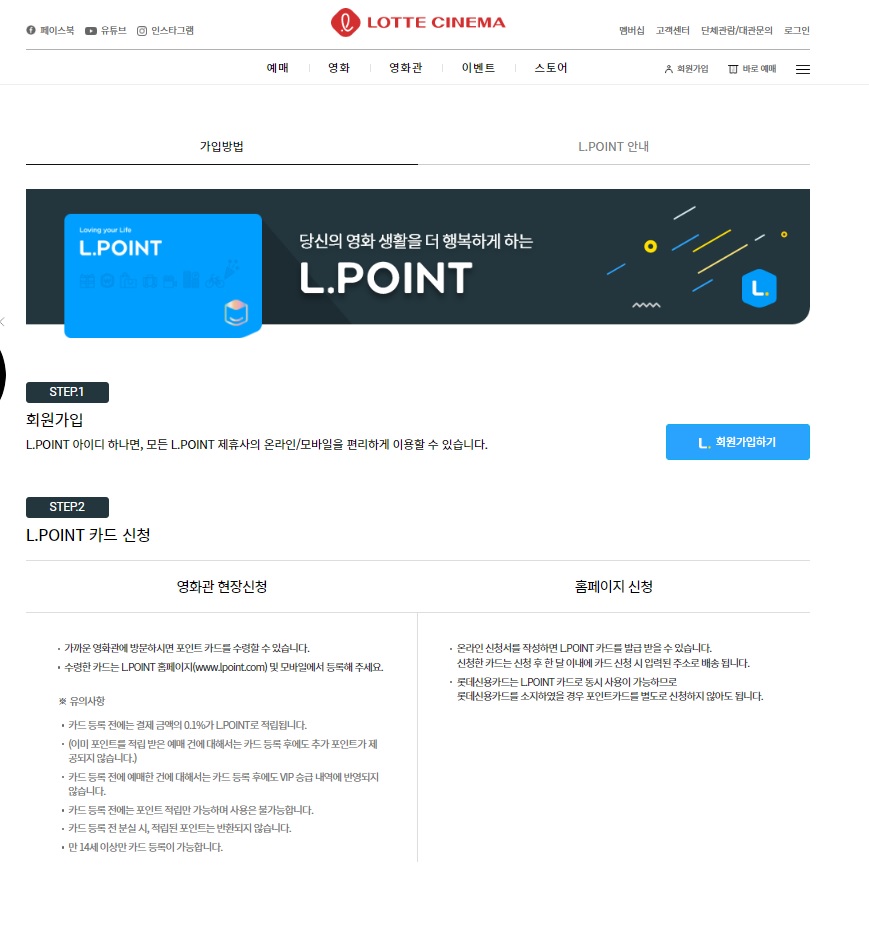 페이스북 유튜브 인스타그램
LOTTE CINEMA
멤버십 고객센터 단체관람/대관문의 로그인
예매 영화 영화관 이벤트 스토어
회원가입 바로 예매
가입방법 L.POINT 안내
Loving your Life
L.POINT
당신의 영화 생활을 더 행복하게 하는
L.POINT
L.
STEP.1
회원가입
L.POINT 아이디 하나면, 모든 L.POINT 제휴사의 온라인/모바일을 편리하게 이용할 수 있습니다.
L. 회원가입하기
STEP.2
L.POINT 카드 신청
영화관 현장신청
· 가까운 영화관에 방문하시면 포인트 카드를 수령할 수 있습니다.
· 수령한 카드는 L.POINT 홈페이지(www.lpoint.com) 및 모바일에서 등록해 주세요.
※ 유의사항
· 카드 등록 전에는 결제 금액의 0.1%가 L.POINT로 적립됩니다.
· (이미 포인트를 적립 받은 예매 건에 대해서는 카드 등록 후에도 추가 포인트가 제
공되지 않습니다.)
· 카드 등록 전에 예매한 건에 대해서는 카드 등록 후에도 VIP 승급 내역에 반영되지
않습니다.
· 카드 등록 전에는 포인트 적립만 가능하며 사용은 불가능합니다.
· 카드 등록 전 분실 시, 적립된 포인트는 반환되지 않습니다.
· 만 14세 이상만 카드 등록이 가능합니다.
홈페이지 신청
· 온라인 신청서를 작성하면 L.POINT 카드를 발급 받을 수 있습니다.
신청한 카드는 신청 후 한 달 이내에 카드 신청 시 입력된 주소로 배송 됩니다.
· 롯데신용카드는 L.POINT 카드로 동시 사용이 가능하므로
롯데신용카드를 소지하였을 경우 포인트카드를 별도로 신청하지 않아도 됩니다.